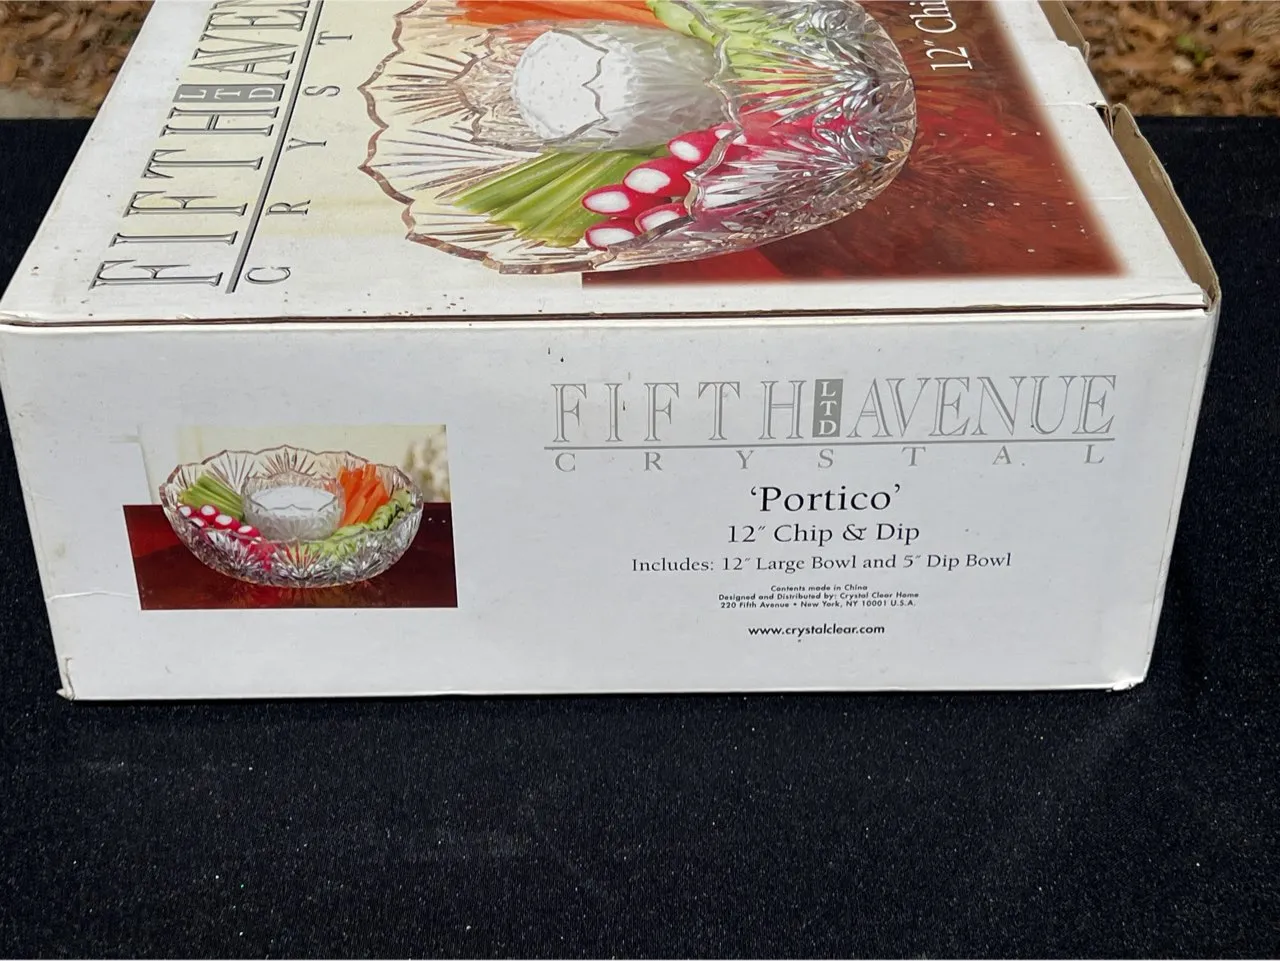 FIFTH LTD AVEN
CRYST
12″ Chi
FIFTH LTD AVENUE
CRYSTAL
‘Portico’
12″ Chip & Dip
Includes: 12″ Large Bowl and 5″ Dip Bowl
Contents made in China
Designed and Distributed by: Crystal Clear Home
220 Fifth Avenue • New York, NY 10001 U.S.A.
www.crystalclear.com